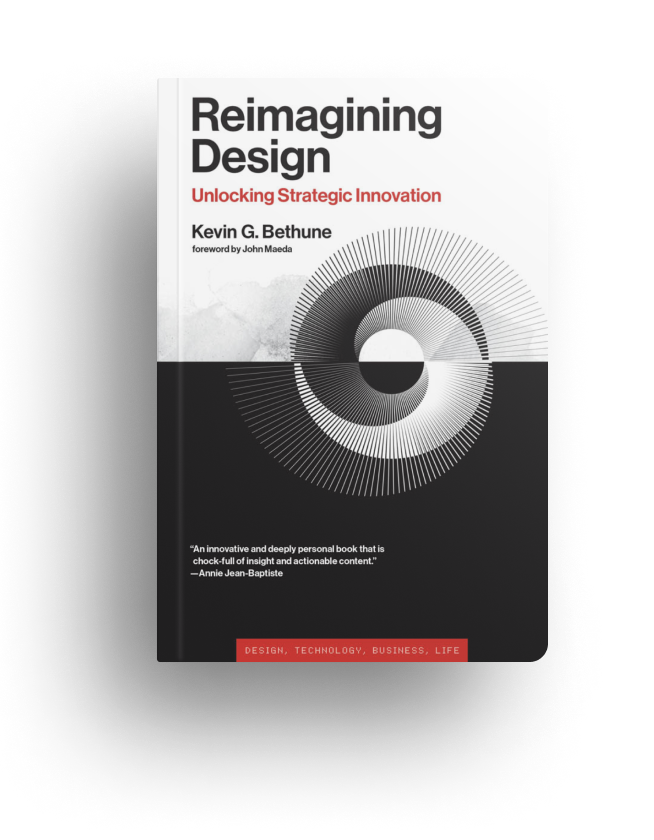 Reimagining
Design
Unlocking Strategic Innovation
Kevin G. Bethune
foreword by John Maeda
“An innovative and deeply personal book that is
chock-full of insight and actionable content.”
—Annie Jean-Baptiste
DESIGN, TECHNOLOGY, BUSINESS, LIFE